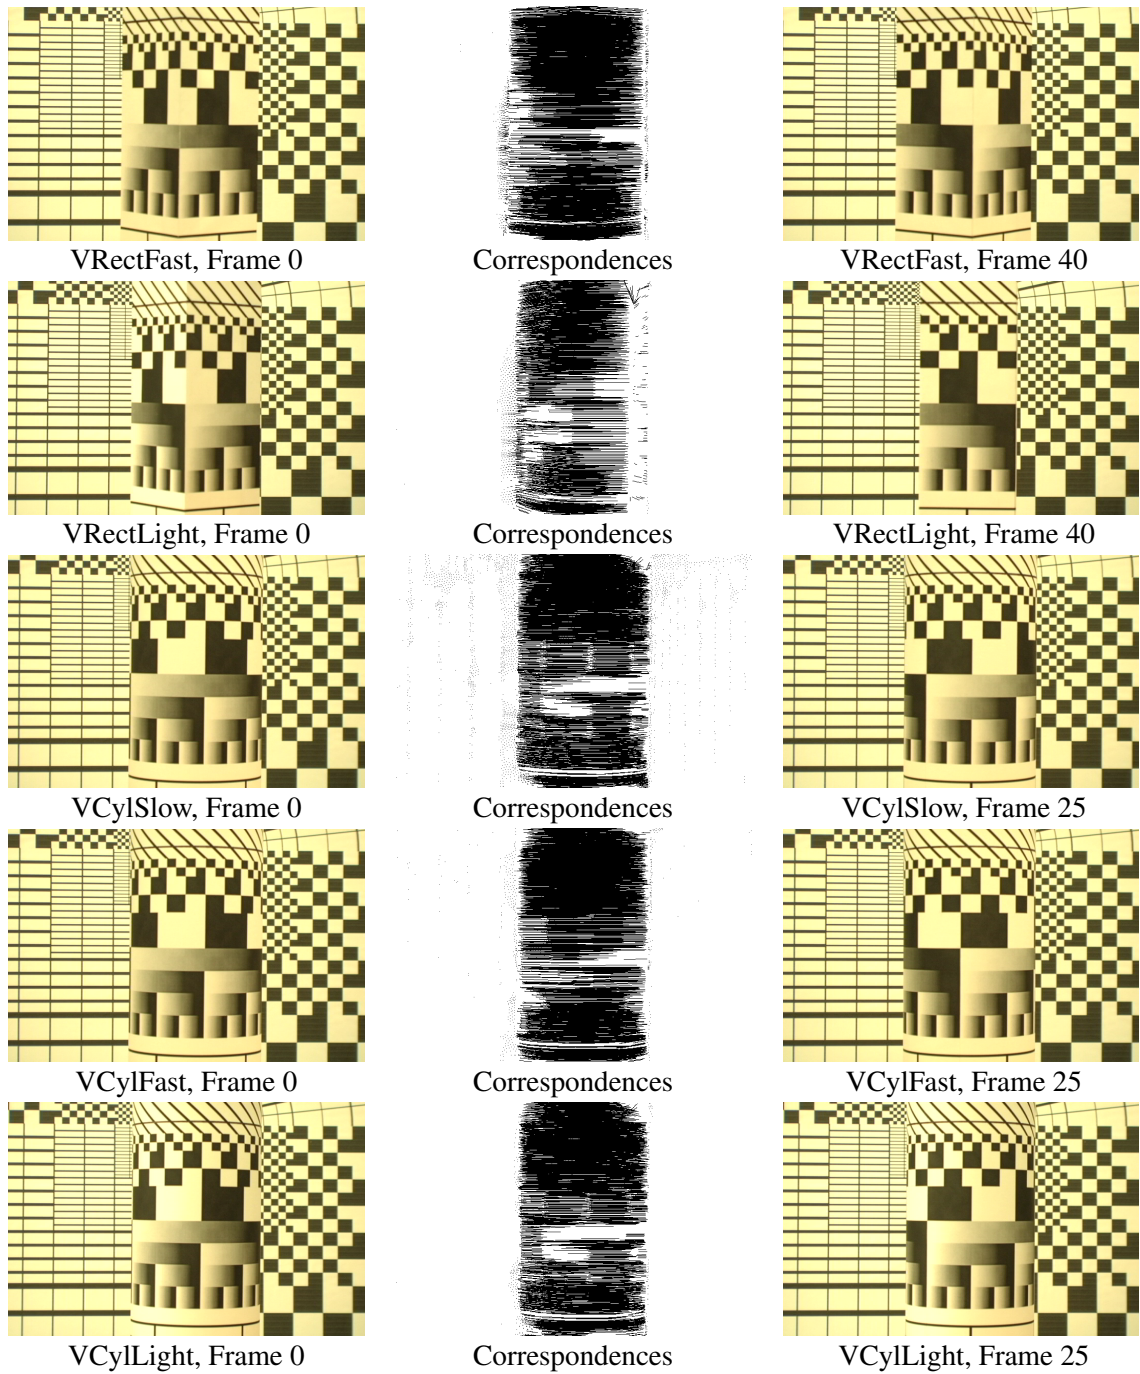 VRectFast, Frame 0
Correspondences
VRectFast, Frame 40
VRectLight, Frame 0
Correspondences
VRectLight, Frame 40
VCylSlow, Frame 0
Correspondences
VCylSlow, Frame 25
VCylFast, Frame 0
Correspondences
VCylFast, Frame 25
VCylLight, Frame 0
Correspondences
VCylLight, Frame 25